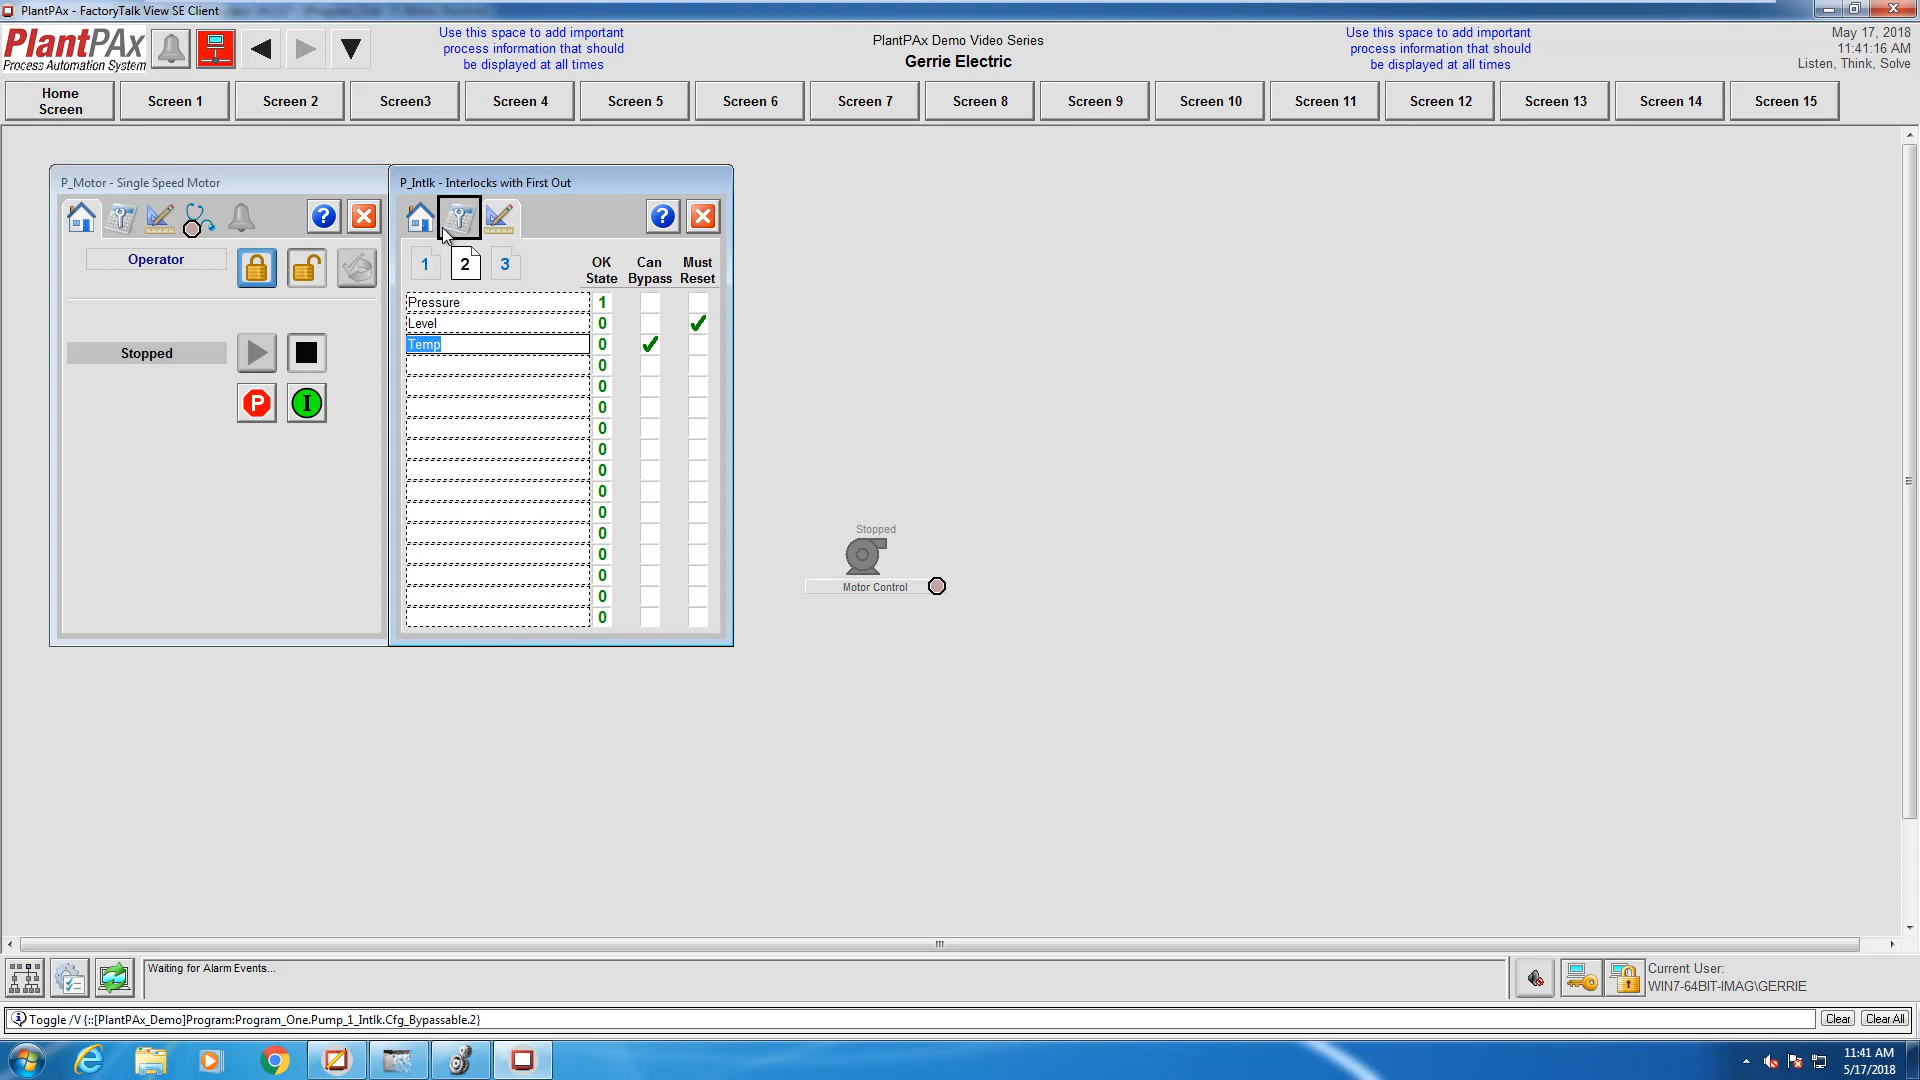 PlantPAx - FactoryTalk View SE Client
PlantPAx
Process Automation System
Use this space to add important
process information that should
be displayed at all times
PlantPAx Demo Video Series
Gerrie Electric
Use this space to add important
process information that should
be displayed at all times
May 17, 2018
11:41:16 AM
Listen, Think, Solve
Home
Screen
Screen 1
Screen 2
Screen3
Screen 4
Screen 5
Screen 6
Screen 7
Screen 8
Screen 9
Screen 10
Screen 11
Screen 12
Screen 13
Screen 14
Screen 15
P_Motor - Single Speed Motor
?
Operator
Stopped
P
I
P_Intlk - Interlocks with First Out
?
1 2 3
OK State
Can Bypass
Must Reset
Pressure 1
Level 0
Temp 0
0
0
0
0
0
0
0
0
0
0
0
0
0
Stopped
Motor Control
Waiting for Alarm Events...
Current User:
WIN7-64BIT-IMAG\GERRIE
Toggle /V {::[PlantPAx_Demo]Program:Program_One.Pump_1_Intlk.Cfg_Bypassable.2}
Clear
Clear All
11:41 AM
5/17/2018